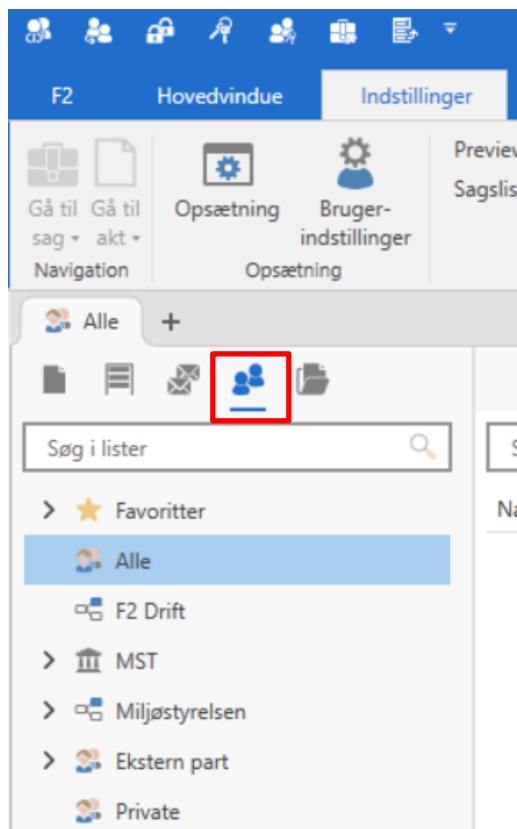 F2 Hovedvindue Indstillinger
Gå til sag Gå til akt
Opsætning
Bruger-
indstillinger
Navigation Opsætning
Alle +
Søg i lister
Favoritter
Alle
F2 Drift
MST
Miljøstyrelsen
Ekstern part
Private